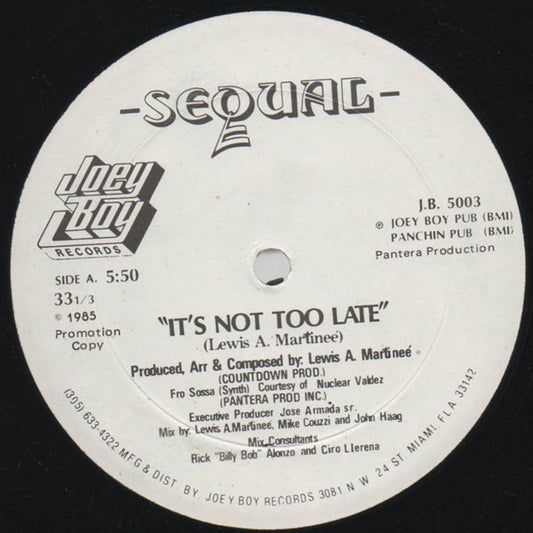 -SEQUAL-
Joey
Boy
RECORDS
J.B. 5003
℗ JOEY BOY PUB (BMI)
PANCHIN PUB (BMI)
Pantera Production
SIDE A. 5:50
33 1/3
© 1985
Promotion
Copy
"IT'S NOT TOO LATE"
(Lewis A. Martineé)
Produced, Arr & Composed by: Lewis A. Martineé
(COUNTDOWN PROD.)
Fro Sossa (Synth) Courtesy of Nuclear Valdez
(PANTERA PROD INC.)
Executive Producer Jose Armada sr.
Mix by: Lewis A.Martineé, Mike Couzzi and John Haag
Mix Consultants
Rick "Billy Bob" Alonzo and Ciro Llerena
(305) 633-4322 MFG & DIST. BY JOEY BOY RECORDS 3081 N W 24 ST. MIAMI, FLA 33142